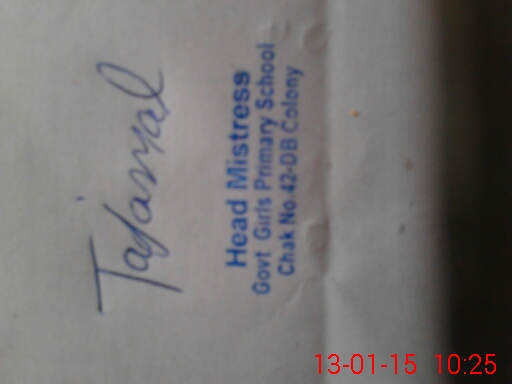 Tajamal
Head Mistress
Govt Girls Primary School
Chak No.42-DB Colony
13-01-15 10:25